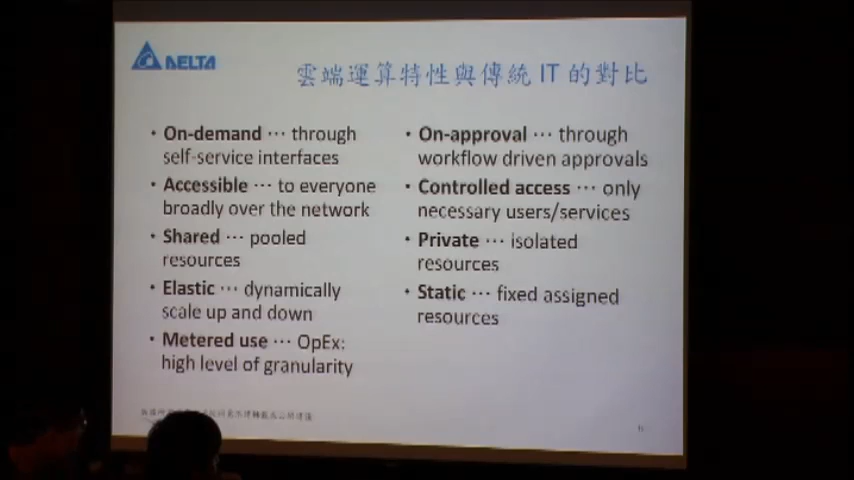 DELTA
雲端運算特性與傳統 IT 的對比
• On-demand ⋯ through
self-service interfaces
• Accessible ⋯ to everyone
broadly over the network
• Shared ⋯ pooled
resources
• Elastic ⋯ dynamically
scale up and down
• Metered use ⋯ OpEx:
high level of granularity
• On-approval ⋯ through
workflow driven approvals
• Controlled access ⋯ only
necessary users/services
• Private ⋯ isolated
resources
• Static ⋯ fixed assigned
resources